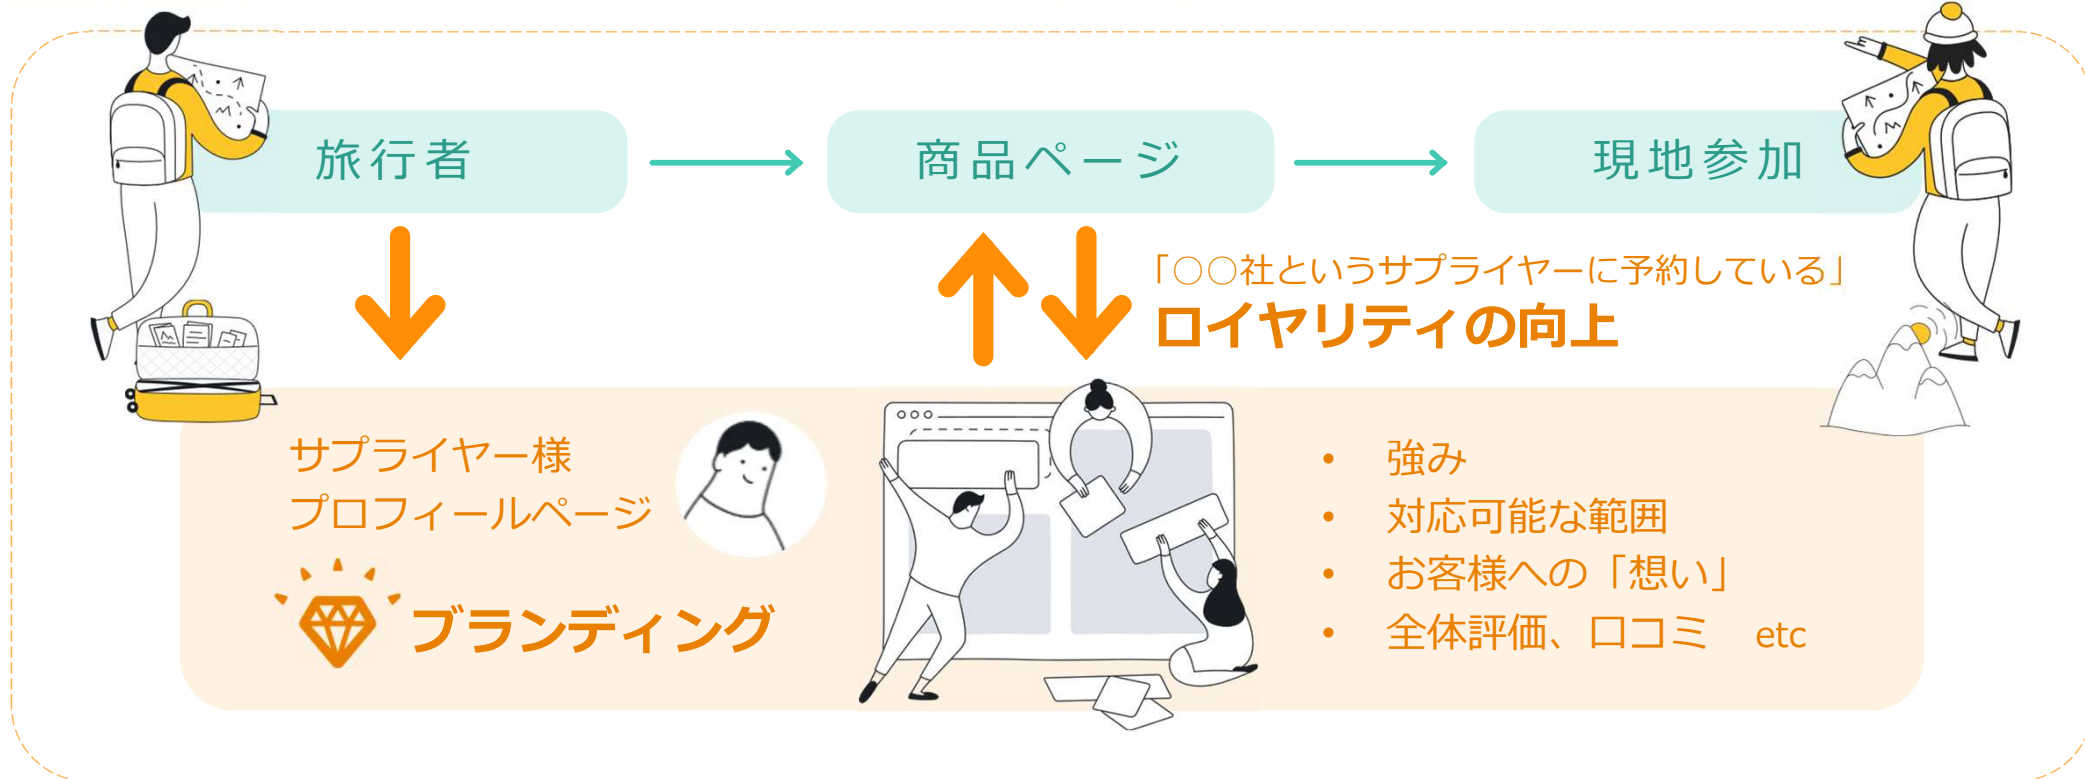 旅行者
商品ページ
現地参加
「○○社というサプライヤーに予約している」
ロイヤリティの向上
サプライヤー様
プロフィールページ
ブランディング
• 強み
• 対応可能な範囲
• お客様への「想い」
• 全体評価、口コミ　etc